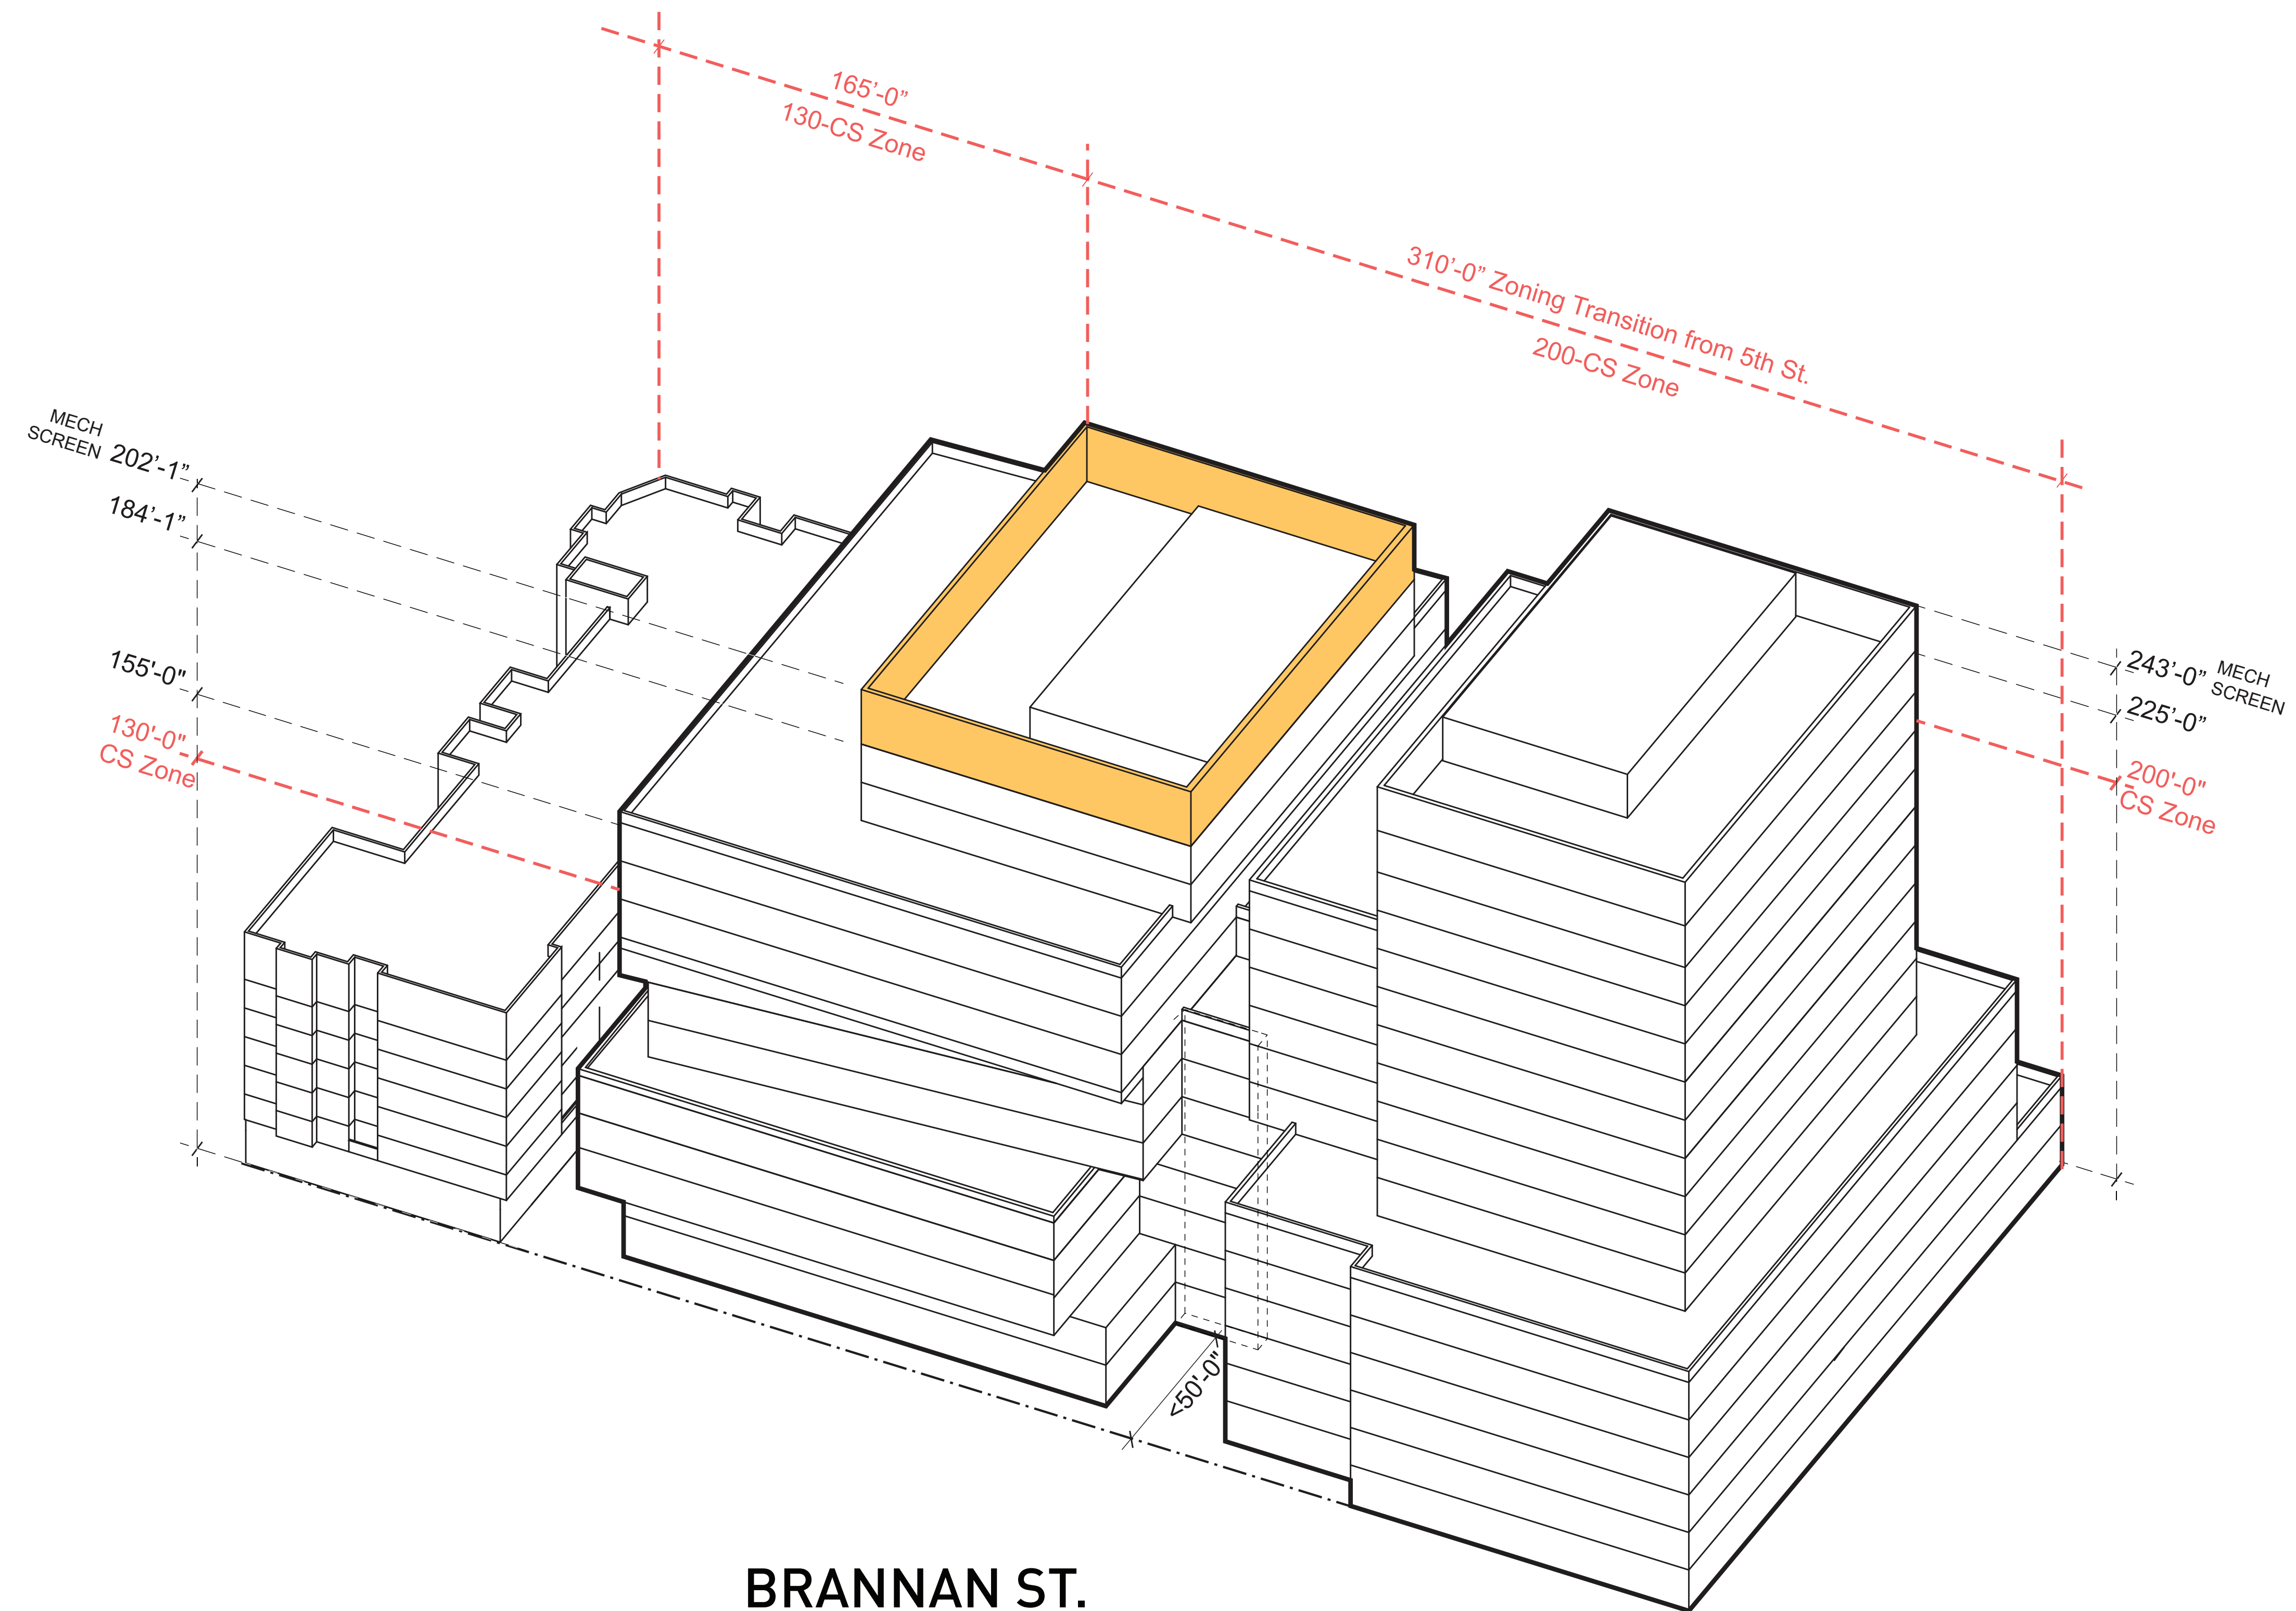 165’-0”
130-CS Zone
310’-0” Zoning Transition from 5th St.
200-CS Zone
MECH
SCREEN 202’-1”
184’-1”
155'-0"
130'-0"
CS Zone
243’-0” MECH
SCREEN
225’-0”
200'-0"
CS Zone
<50'-0"
BRANNAN ST.